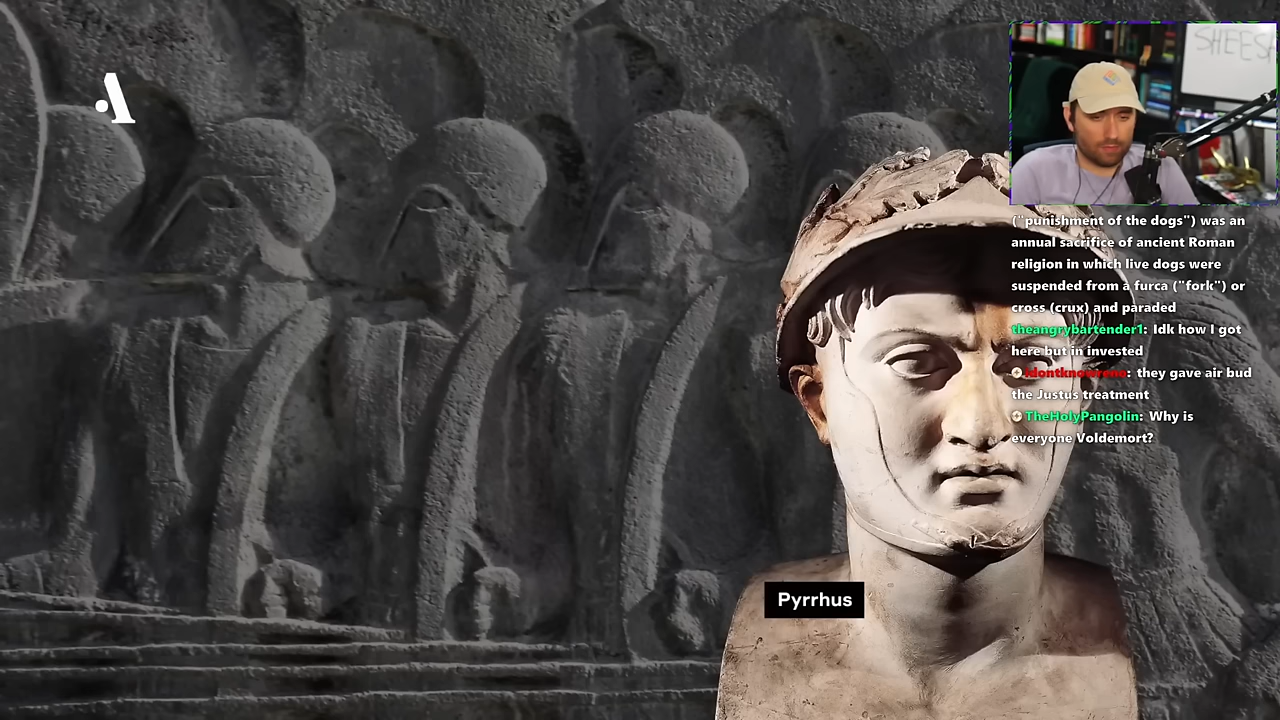 SHEESH
("punishment of the dogs") was an
annual sacrifice of ancient Roman
religion in which live dogs were
suspended from a furca ("fork") or
cross (crux) and paraded
theangrybartender1: Idk how I got
here but in invested
: they gave air bud
the Justus treatment
TheHolyPangolin: Why is
everyone Voldemort?
Pyrrhus